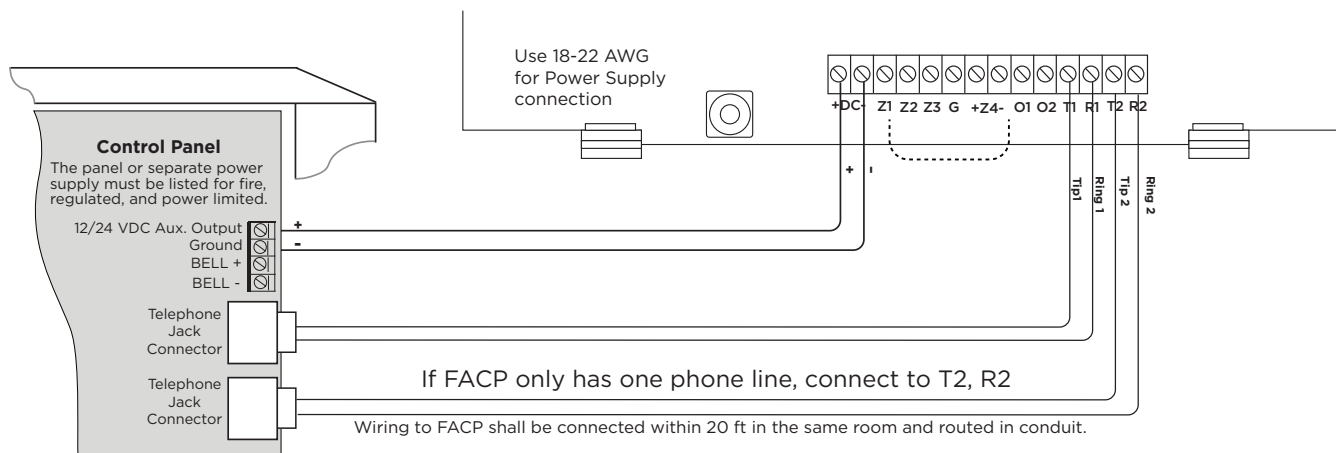 Use 18-22 AWG
for Power Supply
connection
+DC- Z1 Z2 Z3 G +Z4- O1 O2 T1 R1 T2 R2
+ -
Tip1
Ring 1
Tip 2
Ring 2
Control Panel
The panel or separate power
supply must be listed for fire,
regulated, and power limited.
12/24 VDC Aux. Output
+
Ground
-
BELL +
BELL -
Telephone
Jack
Connector
Telephone
Jack
Connector
If FACP only has one phone line, connect to T2, R2
Wiring to FACP shall be connected within 20 ft in the same room and routed in conduit.